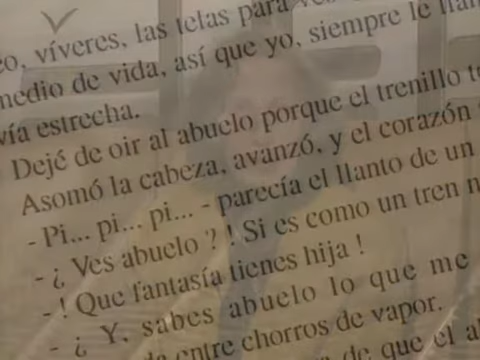 víveres, las telas para
medio de vida, así que yo, siempre le
vía estrecha.
Dejé de oir al abuelo porque el trenillo
Asomó la cabeza, avanzó, y el corazón
- Pi... pi... pi... - parecía el llanto de un
- ¿ Ves abuelo ? ! Si es como un tren
- ! Que fantasía tienes hija !
- ¿ Y, sabes abuelo lo que me
entre chorros de vapor.
de que el